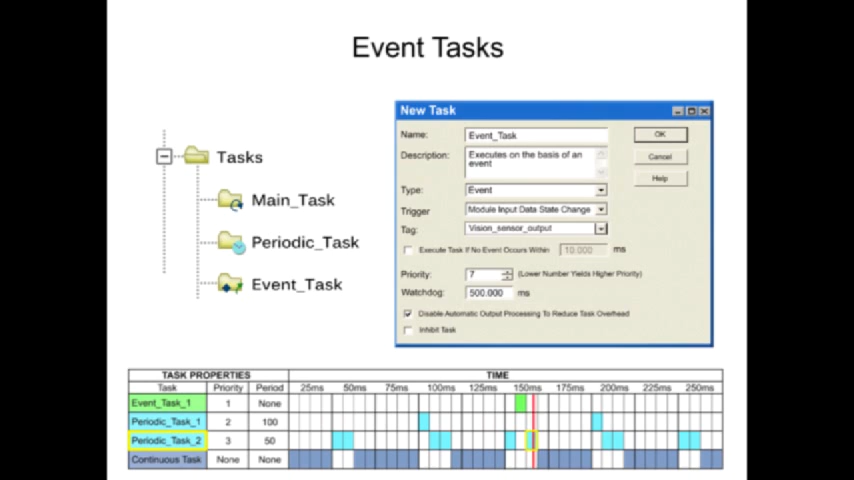 Event Tasks
Tasks
Main_Task
Periodic_Task
Event_Task
New Task
Name: Event_Task
OK
Description: Executes on the basis of an
event
Cancel
Help
Type: Event
Trigger Module Input Data State Change
Tag: Vision_sensor_output
Execute Task If No Event Occurs Within 10.000 ms
Priority: 7 (Lower Number Yields Higher Priority)
Watchdog: 500.000 ms
Disable Automatic Output Processing To Reduce Task Overhead
Inhibit Task
TASK PROPERTIES TIME
Task Priority Period 25ms 50ms 75ms 100ms 125ms 150ms 175ms 200ms 225ms 250ms
Event_Task_1 1 None
Periodic_Task_1 2 100
Periodic_Task_2 3 50
Continuous Task None None